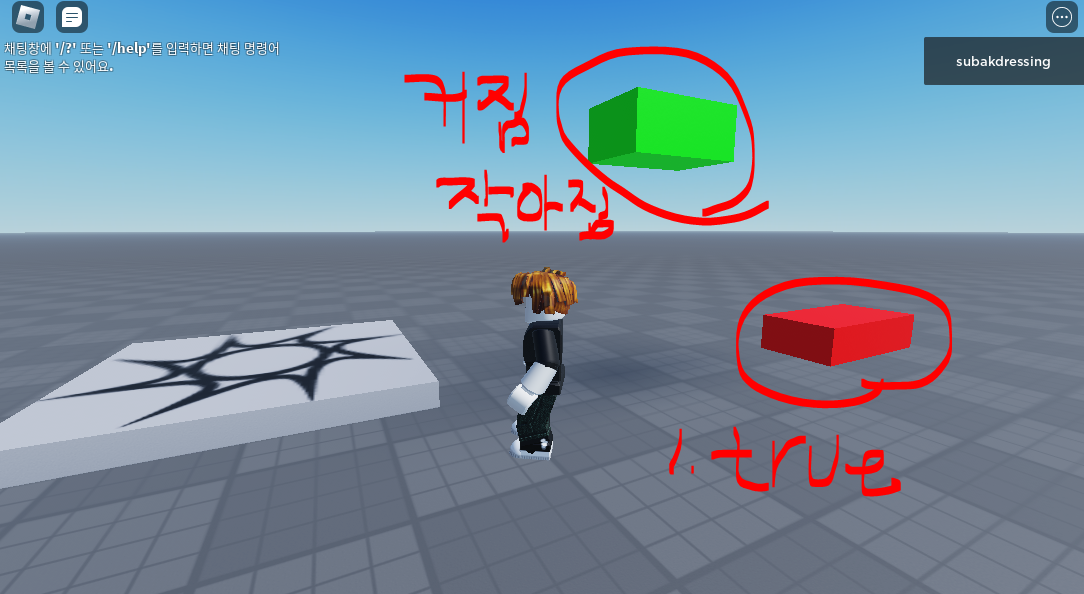 채팅창에 '/?' 또는 '/help'를 입력하면 채팅 명령어
목록을 볼 수 있어요.
subakdressing
커짐
작아짐
1. true